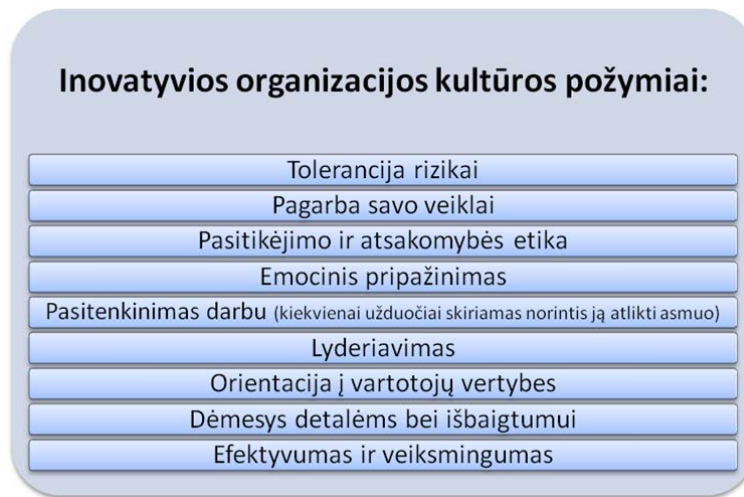 Inovatyvios organizacijos kultūros požymiai:
Tolerancija rizikai
Pagarba savo veiklai
Pasitikėjimo ir atsakomybės etika
Emocinis pripažinimas
Pasitenkinimas darbu (kiekvienai užduočiai skiriamas norintis ją atlikti asmuo)
Lyderiavimas
Orientacija į vartotojų vertybes
Dėmesys detalėms bei išbaigtumui
Efektyvumas ir veiksmingumas